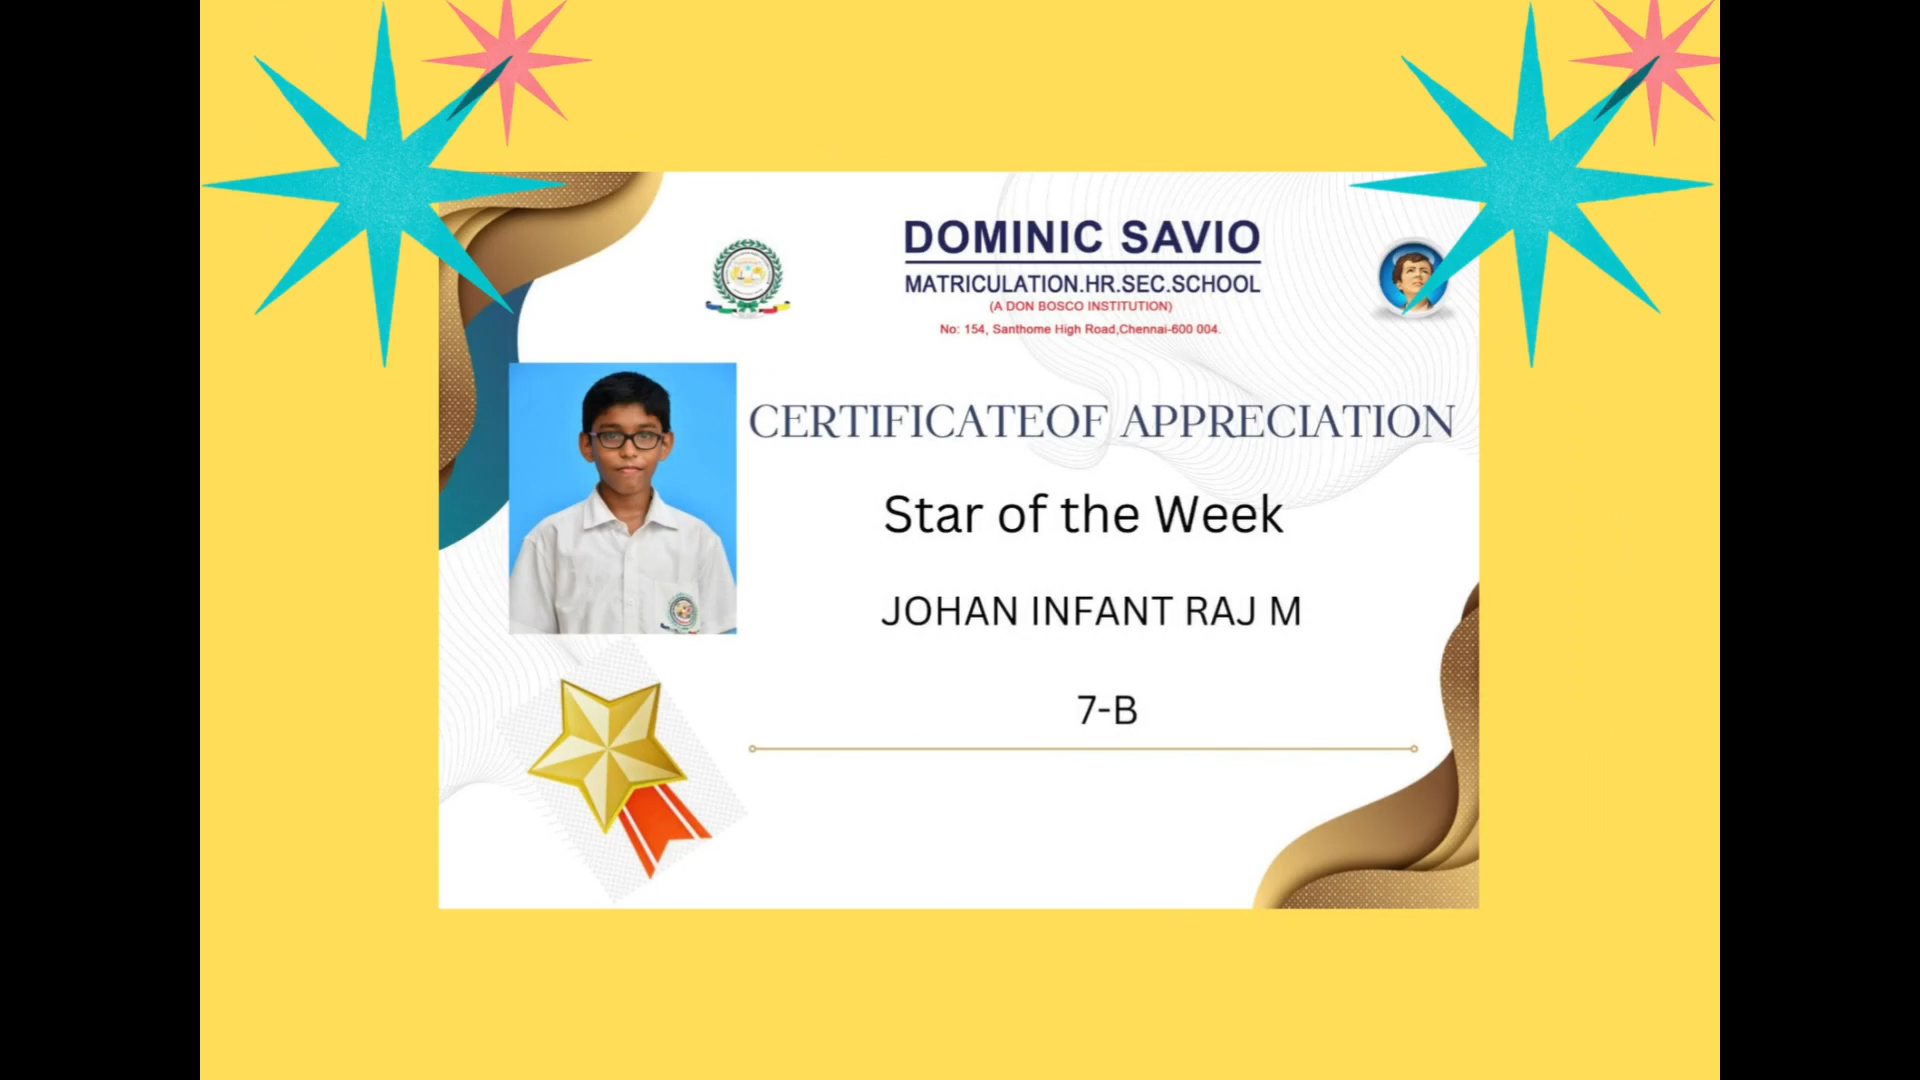 DOMINIC SAVIO
MATRICULATION.HR.SEC.SCHOOL
(A DON BOSCO INSTITUTION)
No: 154, Santhome High Road,Chennai-600 004.
CERTIFICATEOF APPRECIATION
Star of the Week
JOHAN INFANT RAJ M
7-B